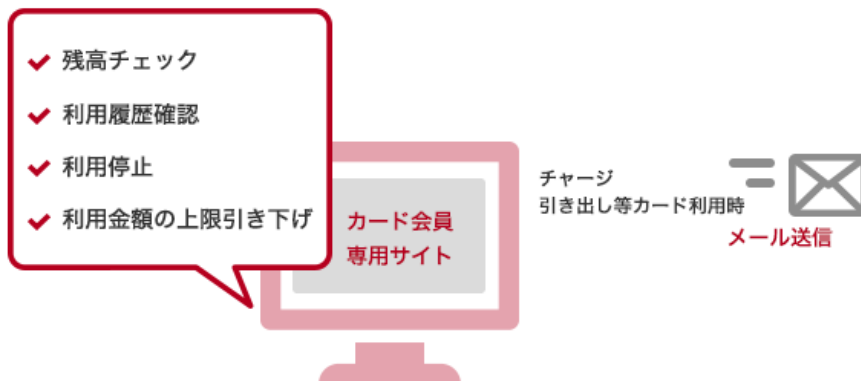 残高チェック
利用履歴確認
利用停止
利用金額の上限引き下げ
カード会員
専用サイト
チャージ
引き出し等カード利用時
メール送信